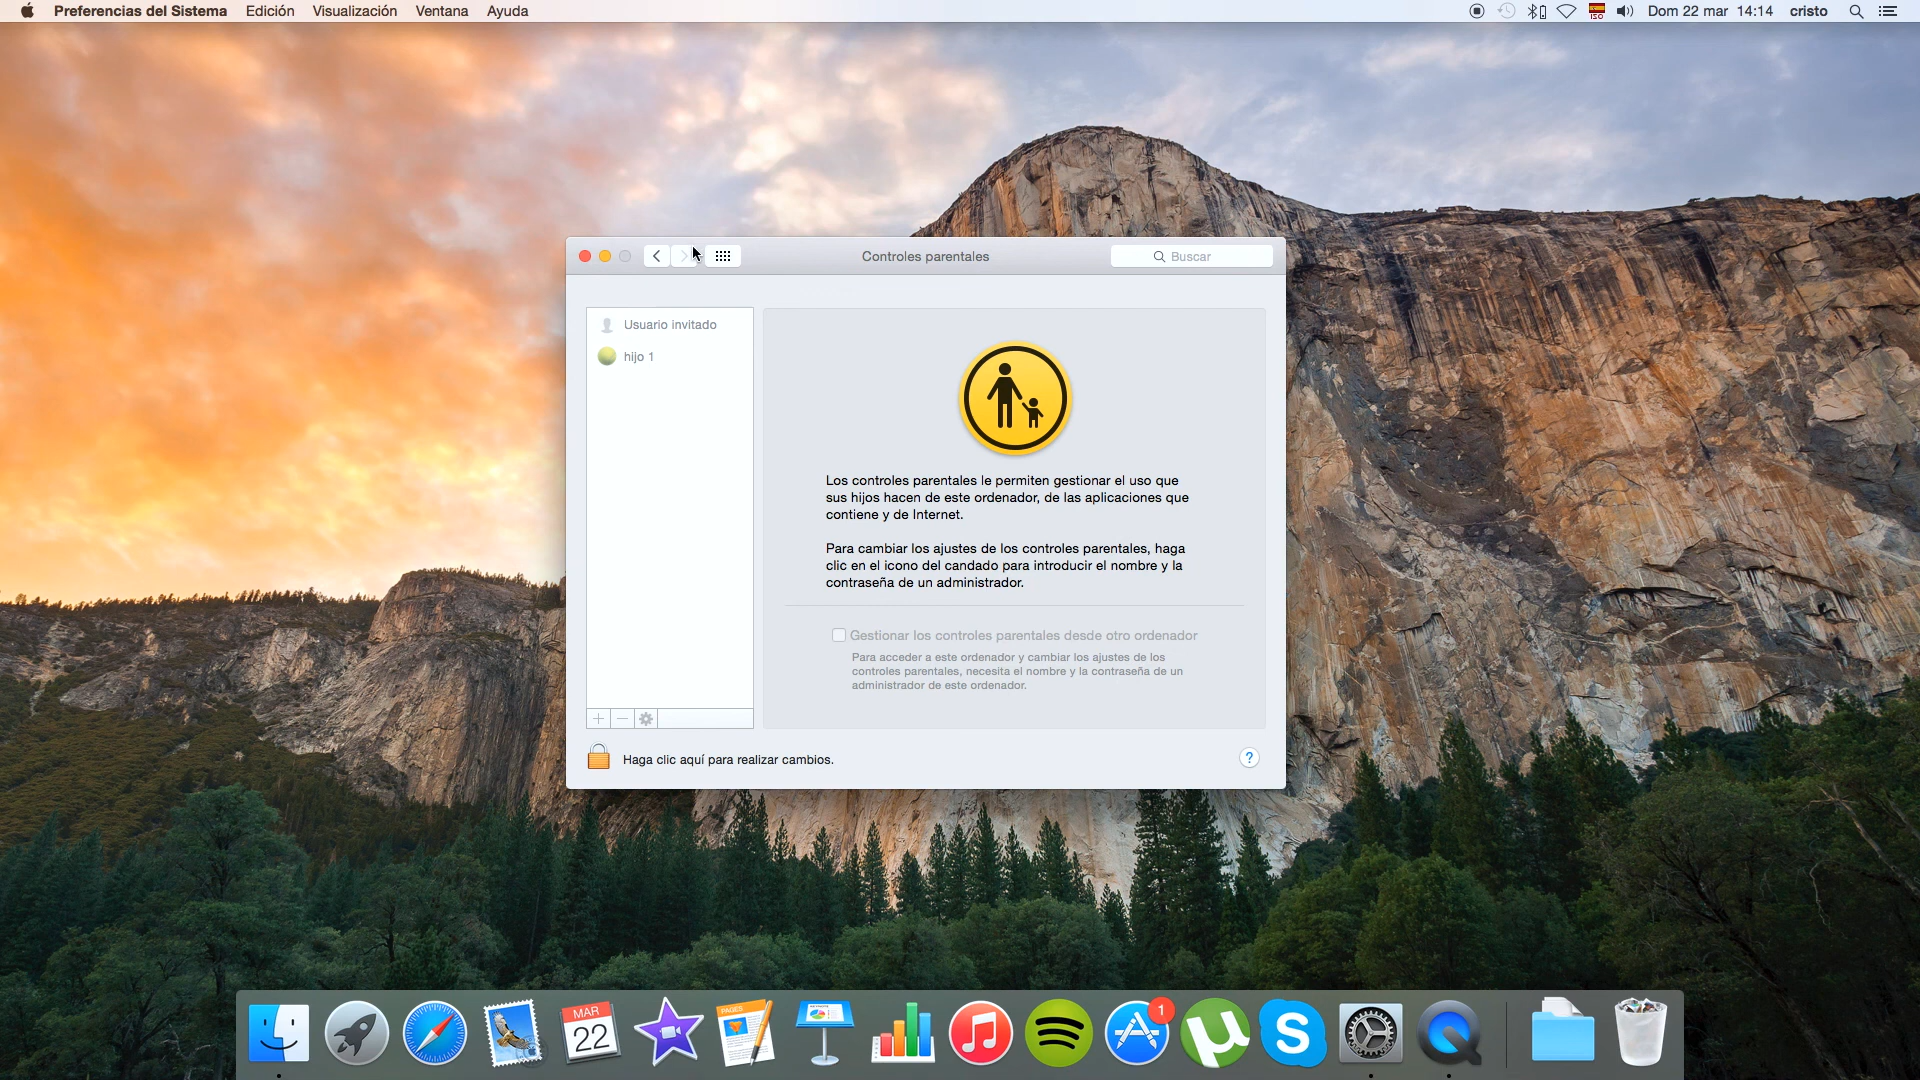 Preferencias del Sistema Edición Visualización Ventana Ayuda
ISO Dom 22 mar 14:14 cristo
Controles parentales
Buscar
Usuario invitado
hijo 1
Los controles parentales le permiten gestionar el uso que
sus hijos hacen de este ordenador, de las aplicaciones que
contiene y de Internet.
Para cambiar los ajustes de los controles parentales, haga
clic en el icono del candado para introducir el nombre y la
contraseña de un administrador.
Gestionar los controles parentales desde otro ordenador
Para acceder a este ordenador y cambiar los ajustes de los
controles parentales, necesita el nombre y la contraseña de un
administrador de este ordenador.
Haga clic aquí para realizar cambios.
?
MAR
22
PAGES
1
µ
S